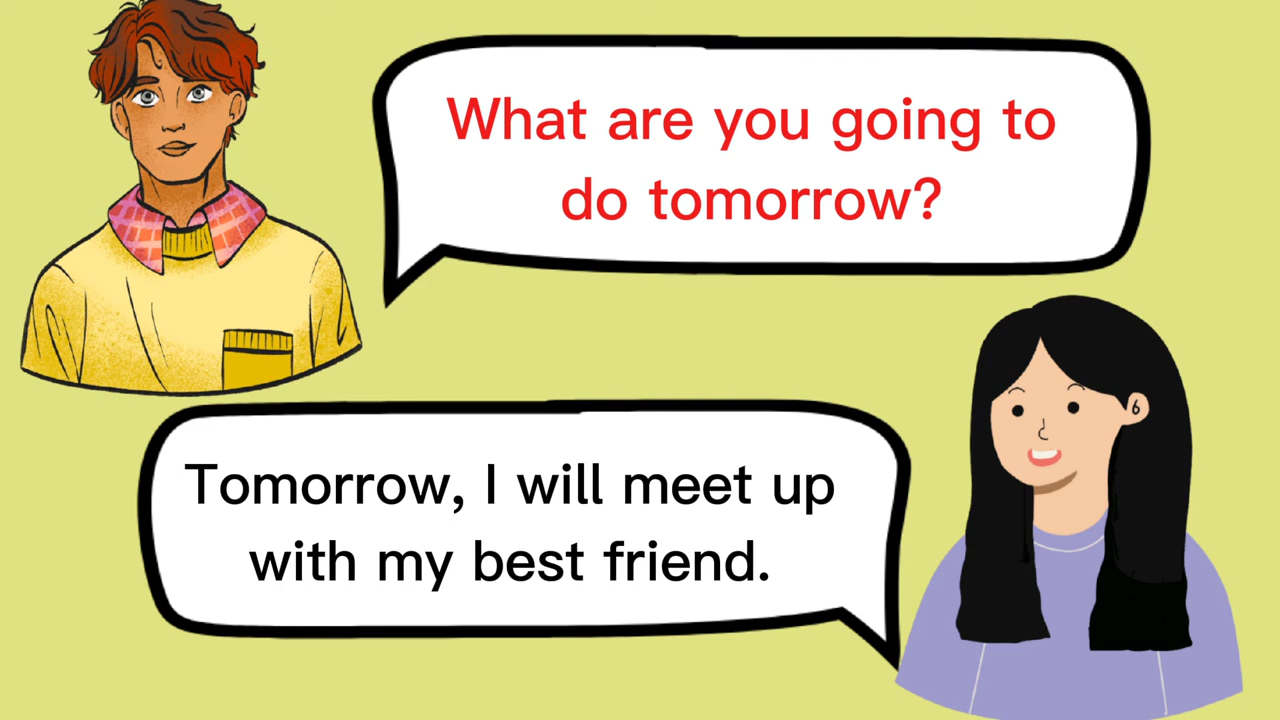 What are you going to
do tomorrow?
Tomorrow, I will meet up
with my best friend.